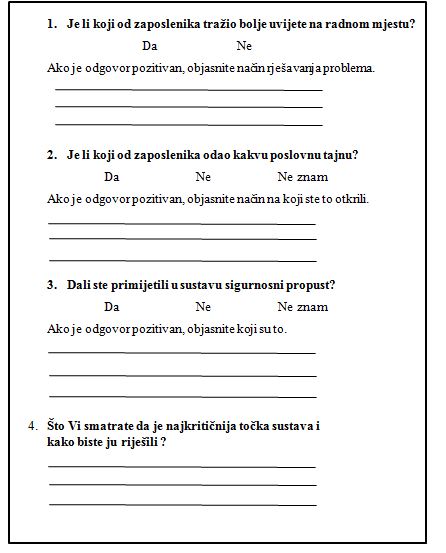 1. Je li koji od zaposlenika tražio bolje uvijete na radnom mjestu?
Da Ne
Ako je odgovor pozitivan, objasnite način rješavanja problema.
2. Je li koji od zaposlenika odao kakvu poslovnu tajnu?
Da Ne Ne znam
Ako je odgovor pozitivan, objasnite način na koji ste to otkrili.
3. Dali ste primijetili u sustavu sigurnosni propust?
Da Ne Ne znam
Ako je odgovor pozitivan, objasnite koji su to.
4. Što Vi smatrate da je najkritičnija točka sustava i
kako biste ju riješili ?